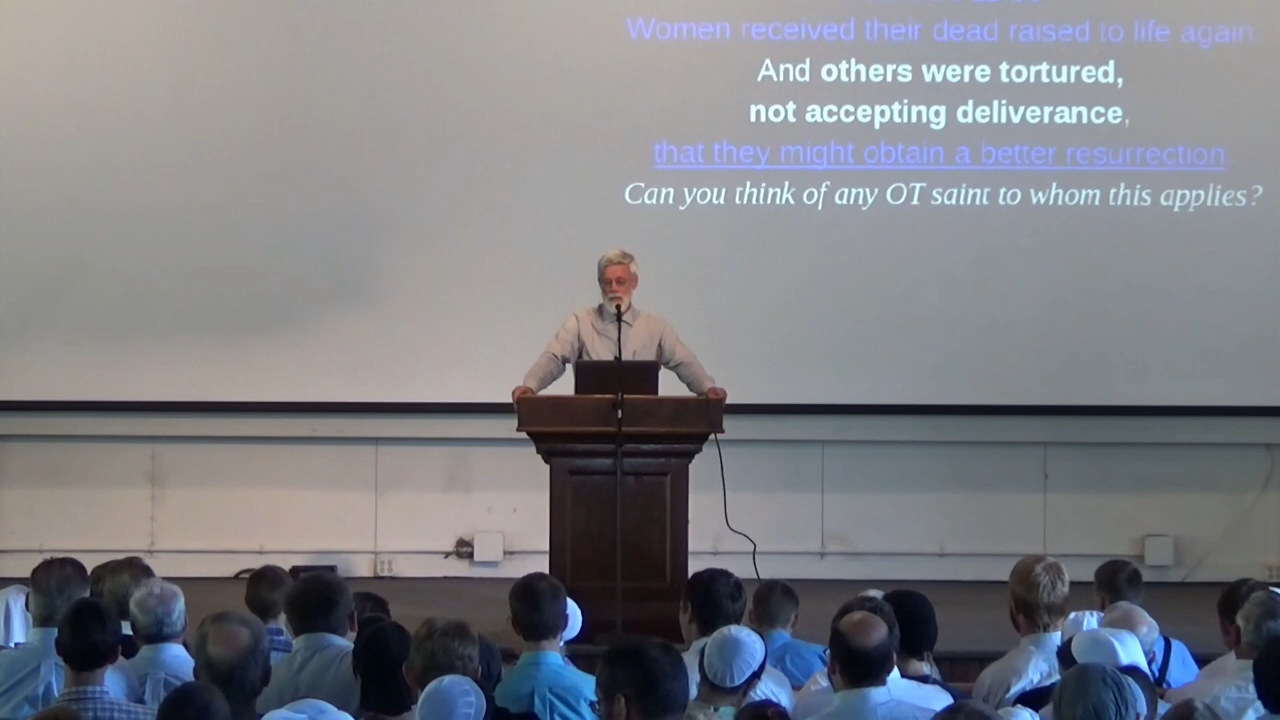 Women received their dead raised to life again
And others were tortured,
not accepting deliverance,
that they might obtain a better resurrection
Can you think of any OT saint to whom this applies?